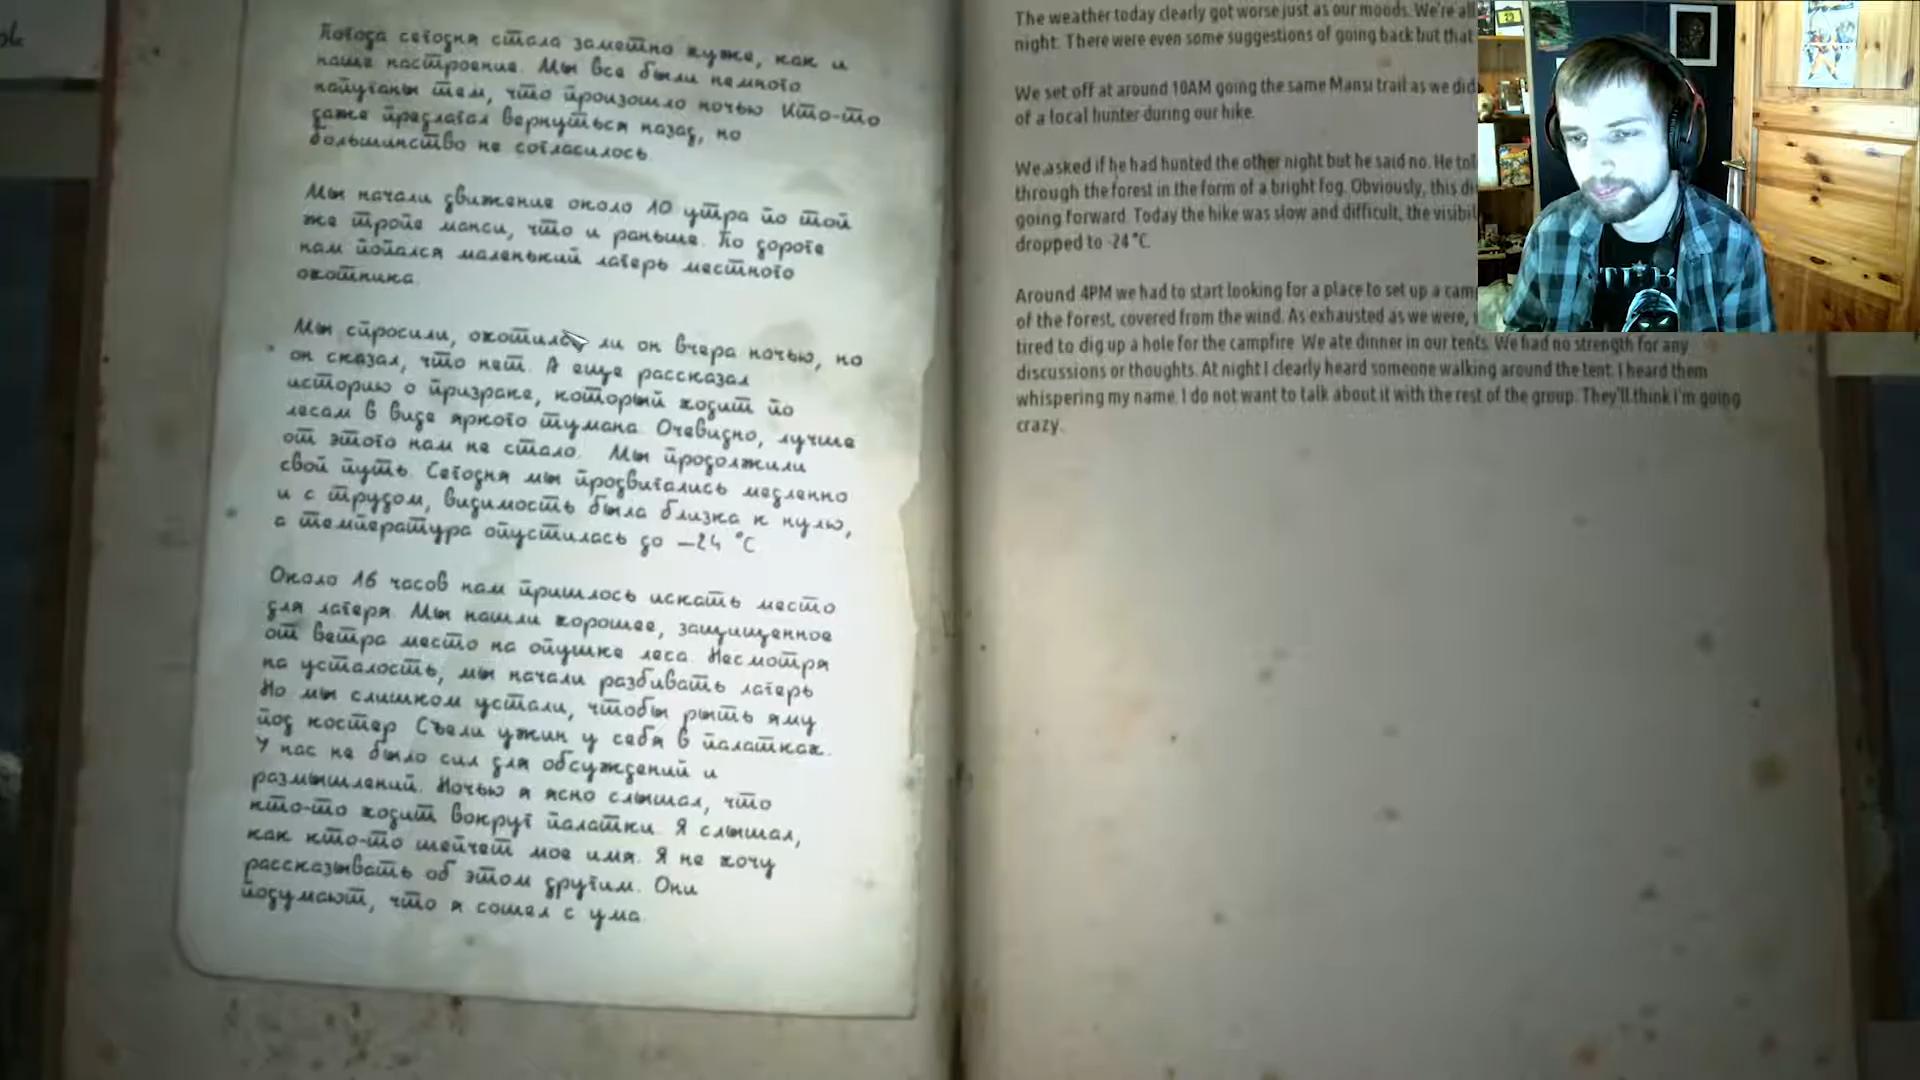 Погода сегодня стала заметно хуже, как и
наше настроение. Мы все были немного
напуганы тем, что произошло ночью Кто-то
даже предлагал вернуться назад, но
большинство не согласилось.
Мы начали движение около 10 утра по той
же тропе манси, что и раньше. По дороге
нам попался маленький лагерь местного
охотника.
Мы спросили, охотился ли он вчера ночью, но
он сказал, что нет. А еще рассказал
историю о призраке, который ходит по
лесам в виде яркого тумана. Очевидно, лучше
от этого нам не стало. Мы продолжили
свой путь. Сегодня мы продвигались медленно
и с трудом, видимость была близка к нулю,
а температура опустилась до -24 °C
Около 16 часов нам пришлось искать место
для лагеря. Мы нашли хорошее, защищенное
от ветра место на опушке леса. Несмотря
на усталость, мы начали разбивать лагерь
Но мы слишком устали, чтобы рыть яму
под костер Съели ужин у себя в палатках.
У нас не было сил для обсуждений и
размышлений. Ночью я ясно слышал, что
кто-то ходит вокруг палатки. Я слышал,
как кто-то шепчет мое имя. Я не хочу
рассказывать об этом другим. Они
подумают, что я сошел с ума.
The weather today clearly got worse just as our moods. We're all
night. There were even some suggestions of going back but that
We set off at around 10AM going the same Mansi trail as we did
of a local hunter during our hike.
We asked if he had hunted the other night but he said no. He
through the forest in the form of a bright fog. Obviously, this
going forward. Today the hike was slow and difficult, the
dropped to -24°C.
Around 4PM we had to start looking for a place to set up a
of the forest, covered from the wind. As exhausted as we were,
tired to dig up a hole for the campfire. We ate dinner in our tents. We had no strength for any
discussions or thoughts. At night I clearly heard someone walking around the tent. I heard them
whispering my name. I do not want to talk about it with the rest of the group. They'll think I'm going
crazy.